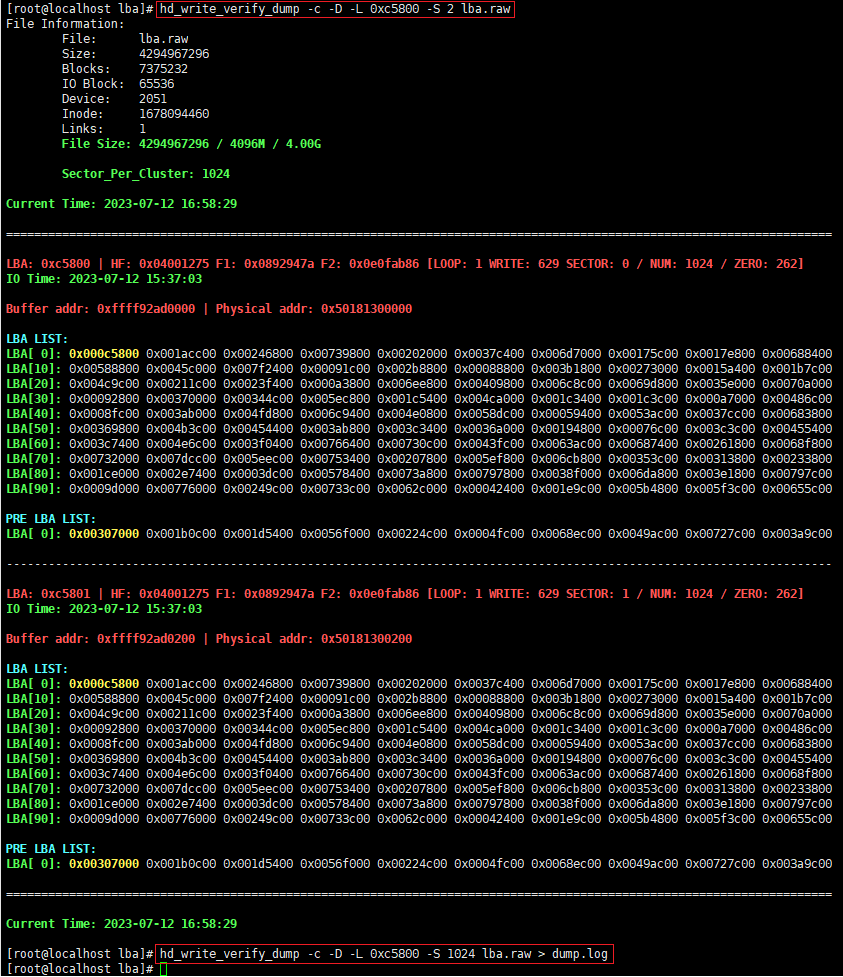 [root@localhost lba]# hd_write_verify_dump -c -D -L 0xc5800 -S 2 lba.raw
File Information:
        File:      lba.raw
        Size:      4294967296
        Blocks:    7375232
        IO Block:  65536
        Device:    2051
        Inode:     1678094460
        Links:     1
        File Size: 4294967296 / 4096M / 4.00G
        Sector_Per_Cluster: 1024
Current Time: 2023-07-12 16:58:29
======================================================================================================================
LBA: 0xc5800 | HF: 0x04001275 F1: 0x0892947a F2: 0x0e0fab86 [LOOP: 1 WRITE: 629 SECTOR: 0 / NUM: 1024 / ZERO: 262]
IO Time: 2023-07-12 15:37:03
Buffer addr: 0xffff92ad0000 | Physical addr: 0x50181300000
LBA LIST:
LBA[ 0]: 0x000c5800 0x001acc00 0x00246800 0x00739800 0x00202000 0x0037c400 0x006d7000 0x00175c00 0x0017e800 0x00688400
LBA[10]: 0x00588800 0x0045c000 0x007f2400 0x00091c00 0x002b8800 0x00088800 0x003b1800 0x00273000 0x0015a400 0x001b7c00
LBA[20]: 0x004c9c00 0x00211c00 0x0023f400 0x000a3800 0x006ee800 0x00409800 0x006c8c00 0x0069d800 0x0035e000 0x0070a000
LBA[30]: 0x00092800 0x00370000 0x00344c00 0x005ec800 0x001c5400 0x004ca000 0x001c3400 0x001c3c00 0x000a7000 0x00486c00
LBA[40]: 0x0008fc00 0x003ab000 0x004fd800 0x006c9400 0x004e0800 0x0058dc00 0x00059400 0x0053ac00 0x0037cc00 0x00683800
LBA[50]: 0x00369800 0x004b3c00 0x00454400 0x003ab800 0x003c3400 0x0036a000 0x00194800 0x00076c00 0x003c3c00 0x00455400
LBA[60]: 0x003c7400 0x004e6c00 0x003f0400 0x00766400 0x00730c00 0x0043fc00 0x0063ac00 0x00687400 0x00261800 0x0068f800
LBA[70]: 0x00732000 0x007dcc00 0x005eec00 0x00753400 0x00207800 0x005ef800 0x006cb800 0x00353c00 0x00313800 0x00233800
LBA[80]: 0x001ce000 0x002e7400 0x0003dc00 0x00578400 0x0073a800 0x00797800 0x0038f000 0x006da800 0x003e1800 0x00797c00
LBA[90]: 0x0009d000 0x00776000 0x00249c00 0x00733c00 0x0062c000 0x00042400 0x001e9c00 0x005b4800 0x005f3c00 0x00655c00
PRE LBA LIST:
LBA[ 0]: 0x00307000 0x001b0c00 0x001d5400 0x0056f000 0x00224c00 0x0004fc00 0x0068ec00 0x0049ac00 0x00727c00 0x003a9c00
----------------------------------------------------------------------------------------------------------------------
LBA: 0xc5801 | HF: 0x04001275 F1: 0x0892947a F2: 0x0e0fab86 [LOOP: 1 WRITE: 629 SECTOR: 1 / NUM: 1024 / ZERO: 262]
IO Time: 2023-07-12 15:37:03
Buffer addr: 0xffff92ad0200 | Physical addr: 0x50181300200
LBA LIST:
LBA[ 0]: 0x000c5800 0x001acc00 0x00246800 0x00739800 0x00202000 0x0037c400 0x006d7000 0x00175c00 0x0017e800 0x00688400
LBA[10]: 0x00588800 0x0045c000 0x007f2400 0x00091c00 0x002b8800 0x00088800 0x003b1800 0x00273000 0x0015a400 0x001b7c00
LBA[20]: 0x004c9c00 0x00211c00 0x0023f400 0x000a3800 0x006ee800 0x00409800 0x006c8c00 0x0069d800 0x0035e000 0x0070a000
LBA[30]: 0x00092800 0x00370000 0x00344c00 0x005ec800 0x001c5400 0x004ca000 0x001c3400 0x001c3c00 0x000a7000 0x00486c00
LBA[40]: 0x0008fc00 0x003ab000 0x004fd800 0x006c9400 0x004e0800 0x0058dc00 0x00059400 0x0053ac00 0x0037cc00 0x00683800
LBA[50]: 0x00369800 0x004b3c00 0x00454400 0x003ab800 0x003c3400 0x0036a000 0x00194800 0x00076c00 0x003c3c00 0x00455400
LBA[60]: 0x003c7400 0x004e6c00 0x003f0400 0x00766400 0x00730c00 0x0043fc00 0x0063ac00 0x00687400 0x00261800 0x0068f800
LBA[70]: 0x00732000 0x007dcc00 0x005eec00 0x00753400 0x00207800 0x005ef800 0x006cb800 0x00353c00 0x00313800 0x00233800
LBA[80]: 0x001ce000 0x002e7400 0x0003dc00 0x00578400 0x0073a800 0x00797800 0x0038f000 0x006da800 0x003e1800 0x00797c00
LBA[90]: 0x0009d000 0x00776000 0x00249c00 0x00733c00 0x0062c000 0x00042400 0x001e9c00 0x005b4800 0x005f3c00 0x00655c00
PRE LBA LIST:
LBA[ 0]: 0x00307000 0x001b0c00 0x001d5400 0x0056f000 0x00224c00 0x0004fc00 0x0068ec00 0x0049ac00 0x00727c00 0x003a9c00
======================================================================================================================
Current Time: 2023-07-12 16:58:29
[root@localhost lba]# hd_write_verify_dump -c -D -L 0xc5800 -S 1024 lba.raw > dump.log
[root@localhost lba]#